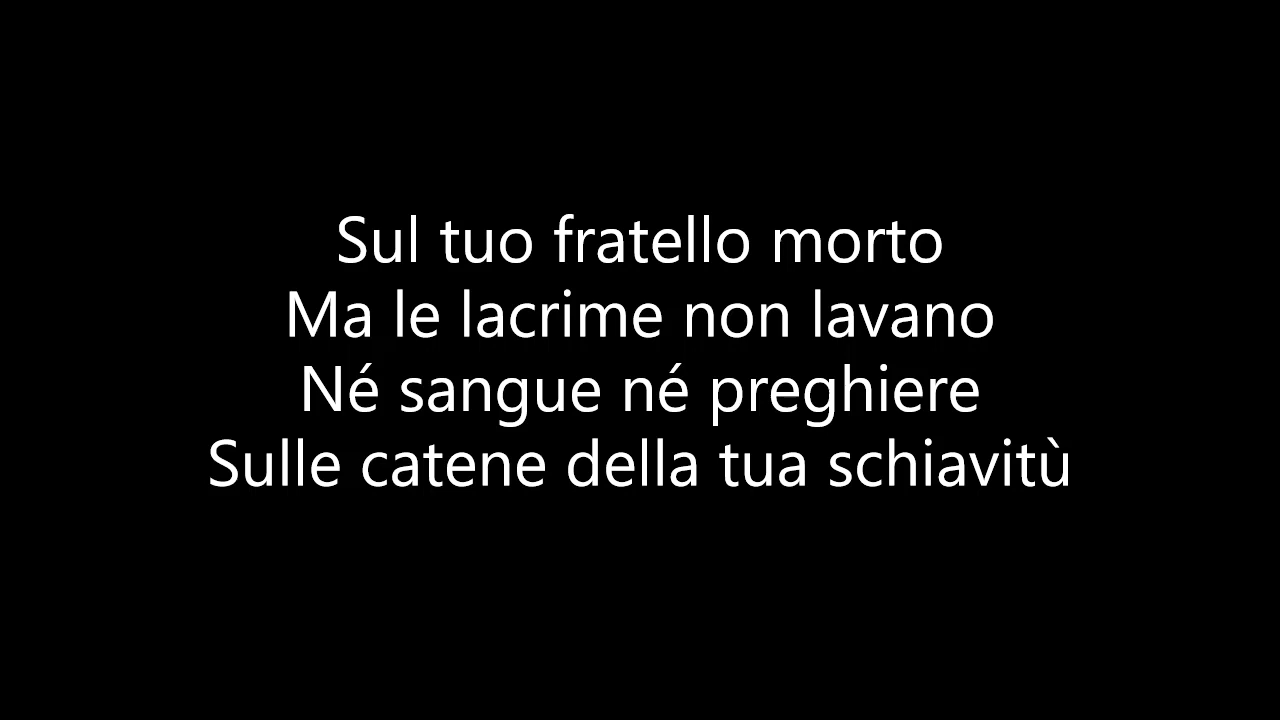 Sul tuo fratello morto
Ma le lacrime non lavano
Né sangue né preghiere
Sulle catene della tua schiavitù